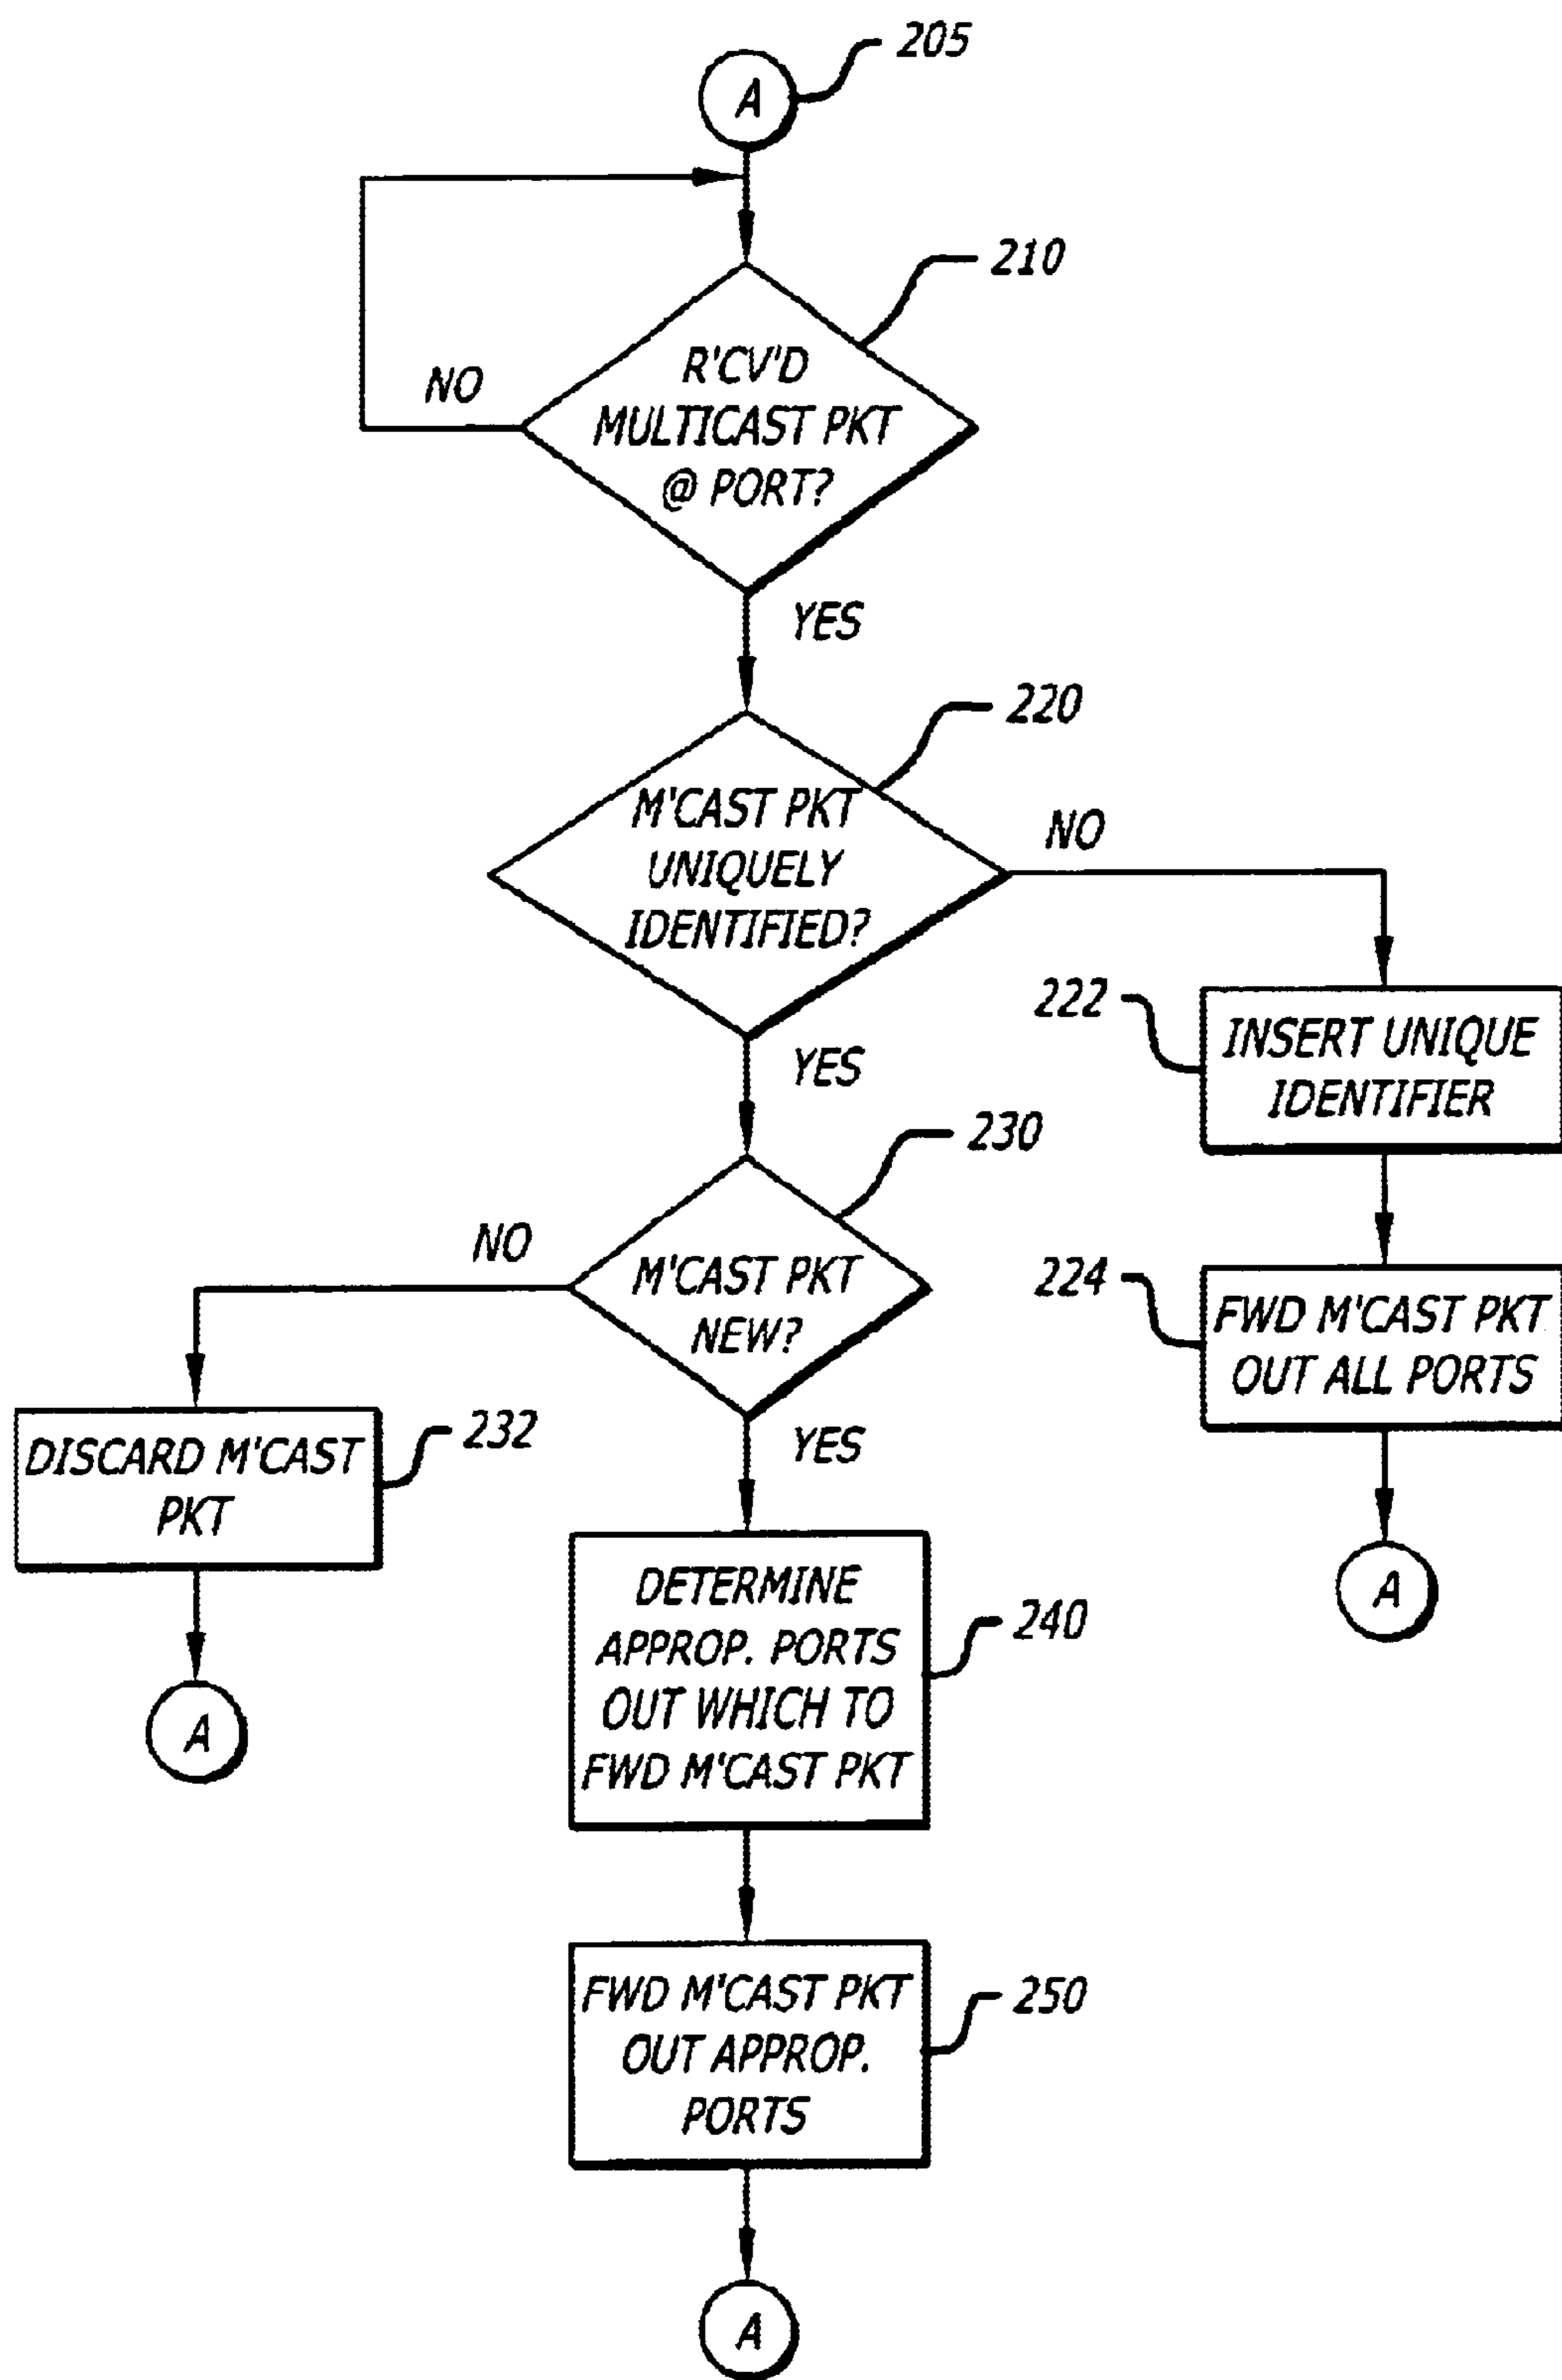 A
205
210
R'CV'D
MULTICAST PKT
@ PORT?
NO
YES
220
M'CAST PKT
UNIQUELY
IDENTIFIED?
NO
YES
222
INSERT UNIQUE
IDENTIFIER
230
M'CAST PKT
NEW?
NO
YES
224
FWD M'CAST PKT
OUT ALL PORTS
A
232
DISCARD M'CAST
PKT
A
240
DETERMINE
APPROP. PORTS
OUT WHICH TO
FWD M'CAST PKT
250
FWD M'CAST PKT
OUT APPROP.
PORTS
A